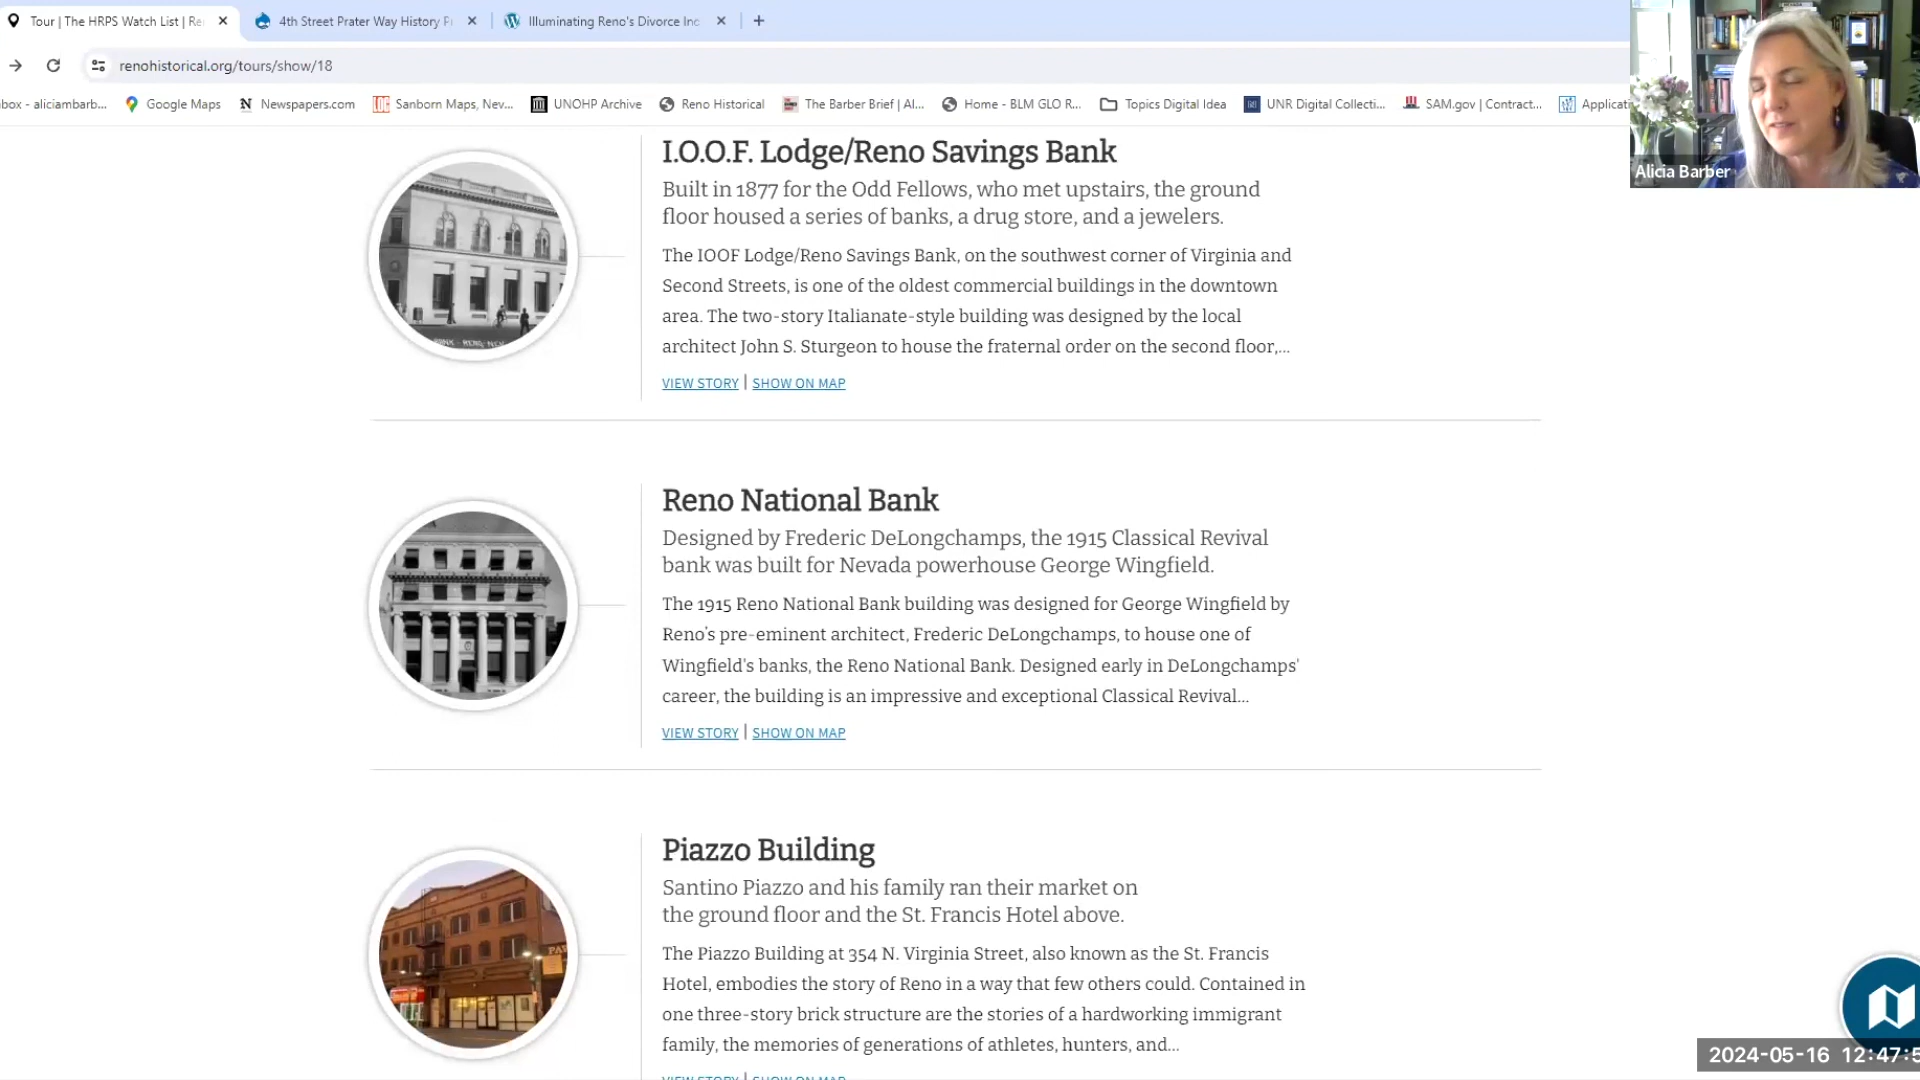 Tour | The HRPS Watch List | Re
4th Street Prater Way History P
Illuminating Reno's Divorce Ind
renohistorical.org/tours/show/18
box - aliciambarb...
Google Maps
Newspapers.com
Sanborn Maps, Nev...
UNOHP Archive
Reno Historical
The Barber Brief | Al...
Home - BLM GLO R...
Topics Digital Idea
UNR Digital Collecti...
SAM.gov | Contract...
Applicati
Alicia Barber
I.O.O.F. Lodge/Reno Savings Bank
Built in 1877 for the Odd Fellows, who met upstairs, the ground
floor housed a series of banks, a drug store, and a jewelers.
The IOOF Lodge/Reno Savings Bank, on the southwest corner of Virginia and
Second Streets, is one of the oldest commercial buildings in the downtown
area. The two-story Italianate-style building was designed by the local
architect John S. Sturgeon to house the fraternal order on the second floor,...
VIEW STORY | SHOW ON MAP
Reno National Bank
Designed by Frederic DeLongchamps, the 1915 Classical Revival
bank was built for Nevada powerhouse George Wingfield.
The 1915 Reno National Bank building was designed for George Wingfield by
Reno's pre-eminent architect, Frederic DeLongchamps, to house one of
Wingfield's banks, the Reno National Bank. Designed early in DeLongchamps'
career, the building is an impressive and exceptional Classical Revival...
VIEW STORY | SHOW ON MAP
Piazzo Building
Santino Piazzo and his family ran their market on
the ground floor and the St. Francis Hotel above.
The Piazzo Building at 354 N. Virginia Street, also known as the St. Francis
Hotel, embodies the story of Reno in a way that few others could. Contained in
one three-story brick structure are the stories of a hardworking immigrant
family, the memories of generations of athletes, hunters, and...
VIEW STORY | SHOW ON MAP
2024-05-16 12:47:5